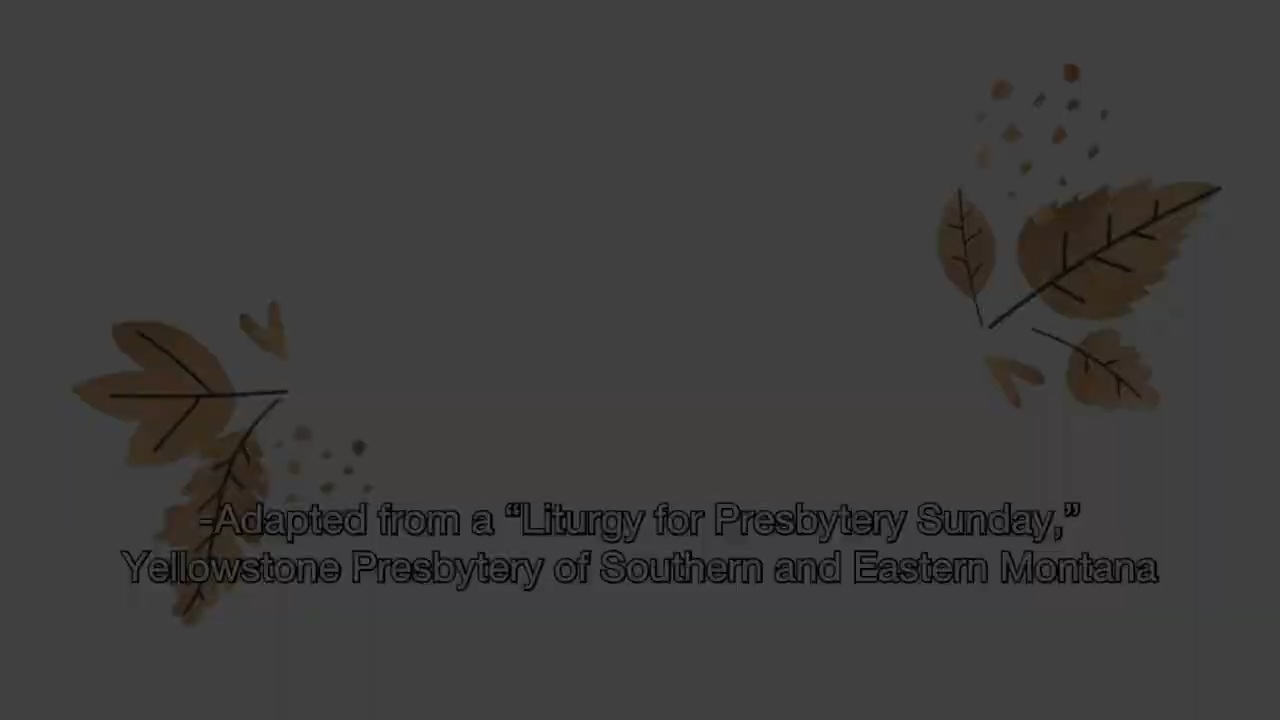 -Adapted from a “Liturgy for Presbytery Sunday,”
Yellowstone Presbytery of Southern and Eastern Montana